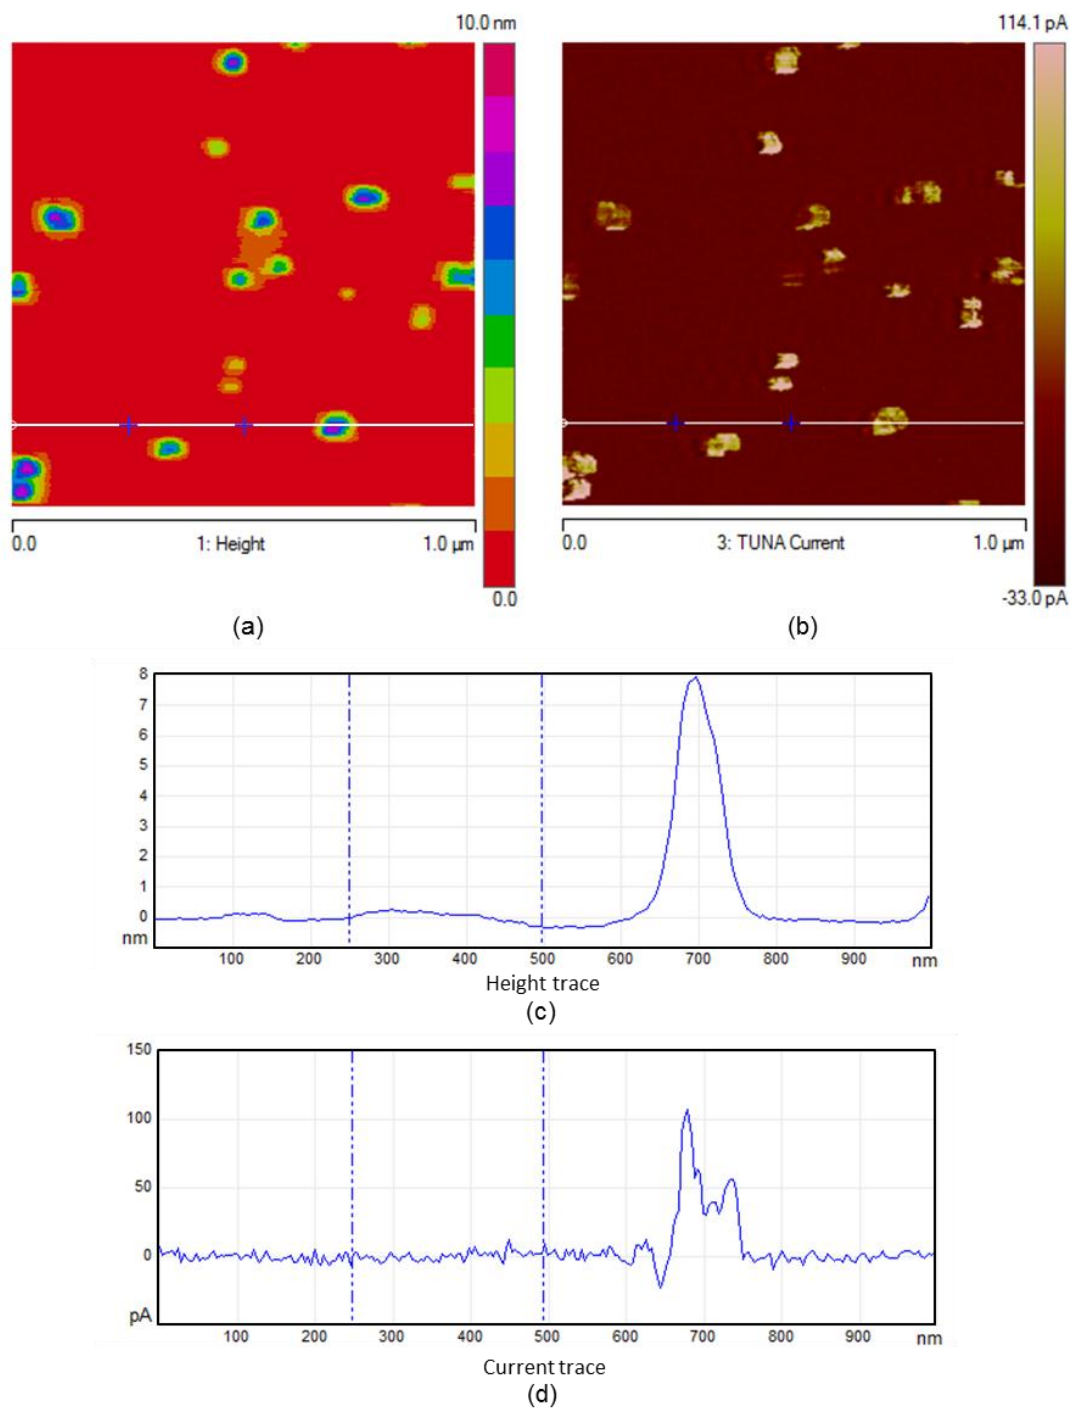 10.0 nm
114.1 pA
0.0
1: Height
1.0 µm
0.0
0.0
3: TUNA Current
1.0 µm
-33.0 pA
(a)
(b)
8
7
6
5
4
3
2
1
0
nm
100 200 300 400 500 600 700 800 900 nm
Height trace
(c)
150
100
50
0
pA
100 200 300 400 500 600 700 800 900 nm
Current trace
(d)